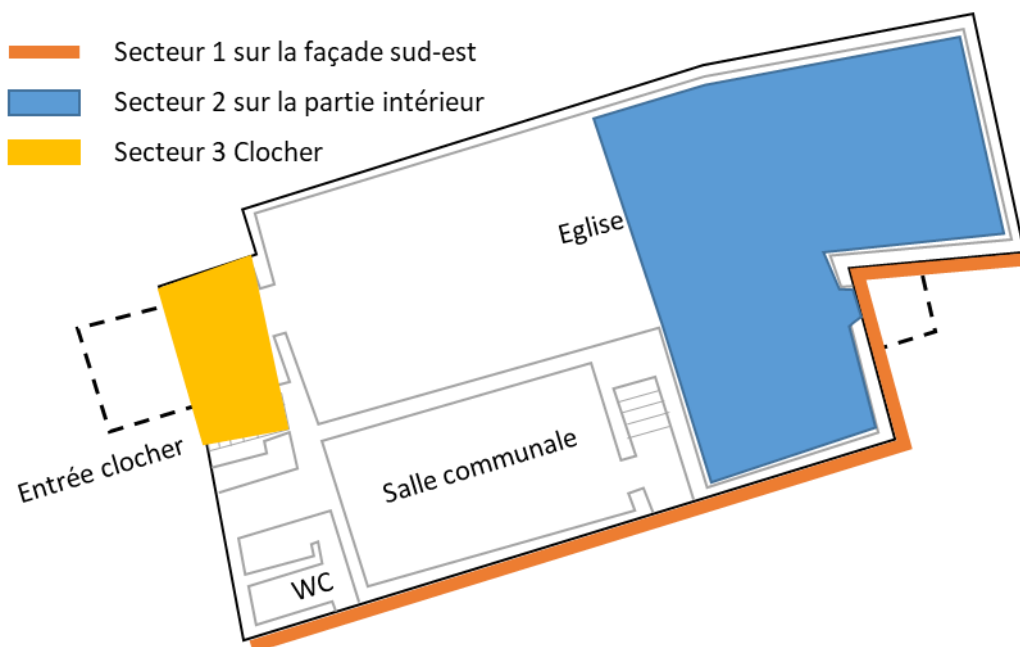 Secteur 1 sur la façade sud-est
Secteur 2 sur la partie intérieur
Secteur 3 Clocher
Eglise
Entrée clocher
Salle communale
WC